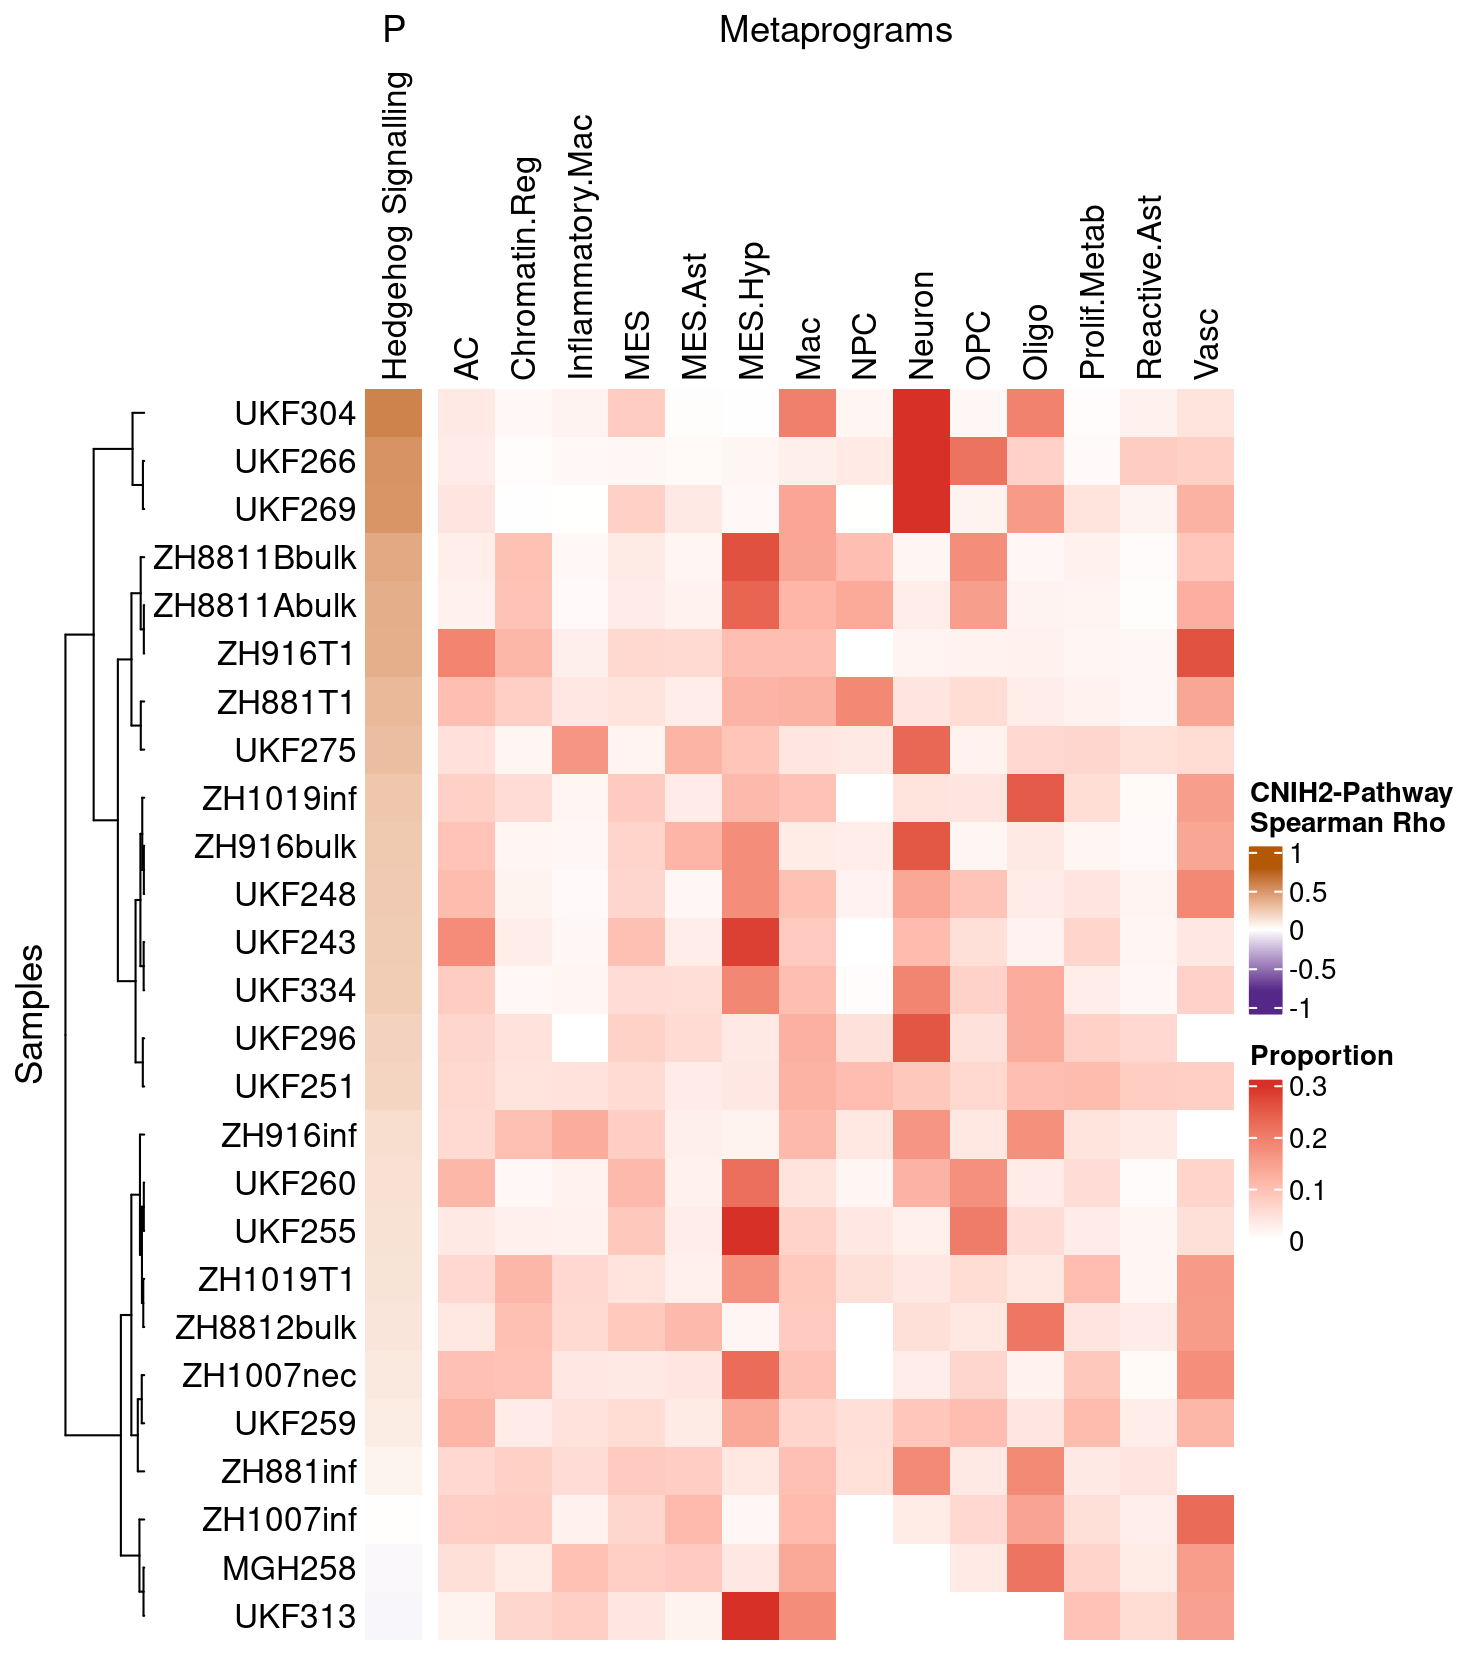 P
Metaprograms
Hedgehog Signalling
AC
Chromatin.Reg
Inflammatory.Mac
MES
MES.Ast
MES.Hyp
Mac
NPC
Neuron
OPC
Oligo
Prolif.Metab
Reactive.Ast
Vasc
Samples
UKF304
UKF266
UKF269
ZH8811Bbulk
ZH8811Abulk
ZH916T1
ZH881T1
UKF275
ZH1019inf
ZH916bulk
UKF248
UKF243
UKF334
UKF296
UKF251
ZH916inf
UKF260
UKF255
ZH1019T1
ZH8812bulk
ZH1007nec
UKF259
ZH881inf
ZH1007inf
MGH258
UKF313
CNIH2-Pathway
Spearman Rho
1
0.5
0
-0.5
-1
Proportion
0.3
0.2
0.1
0